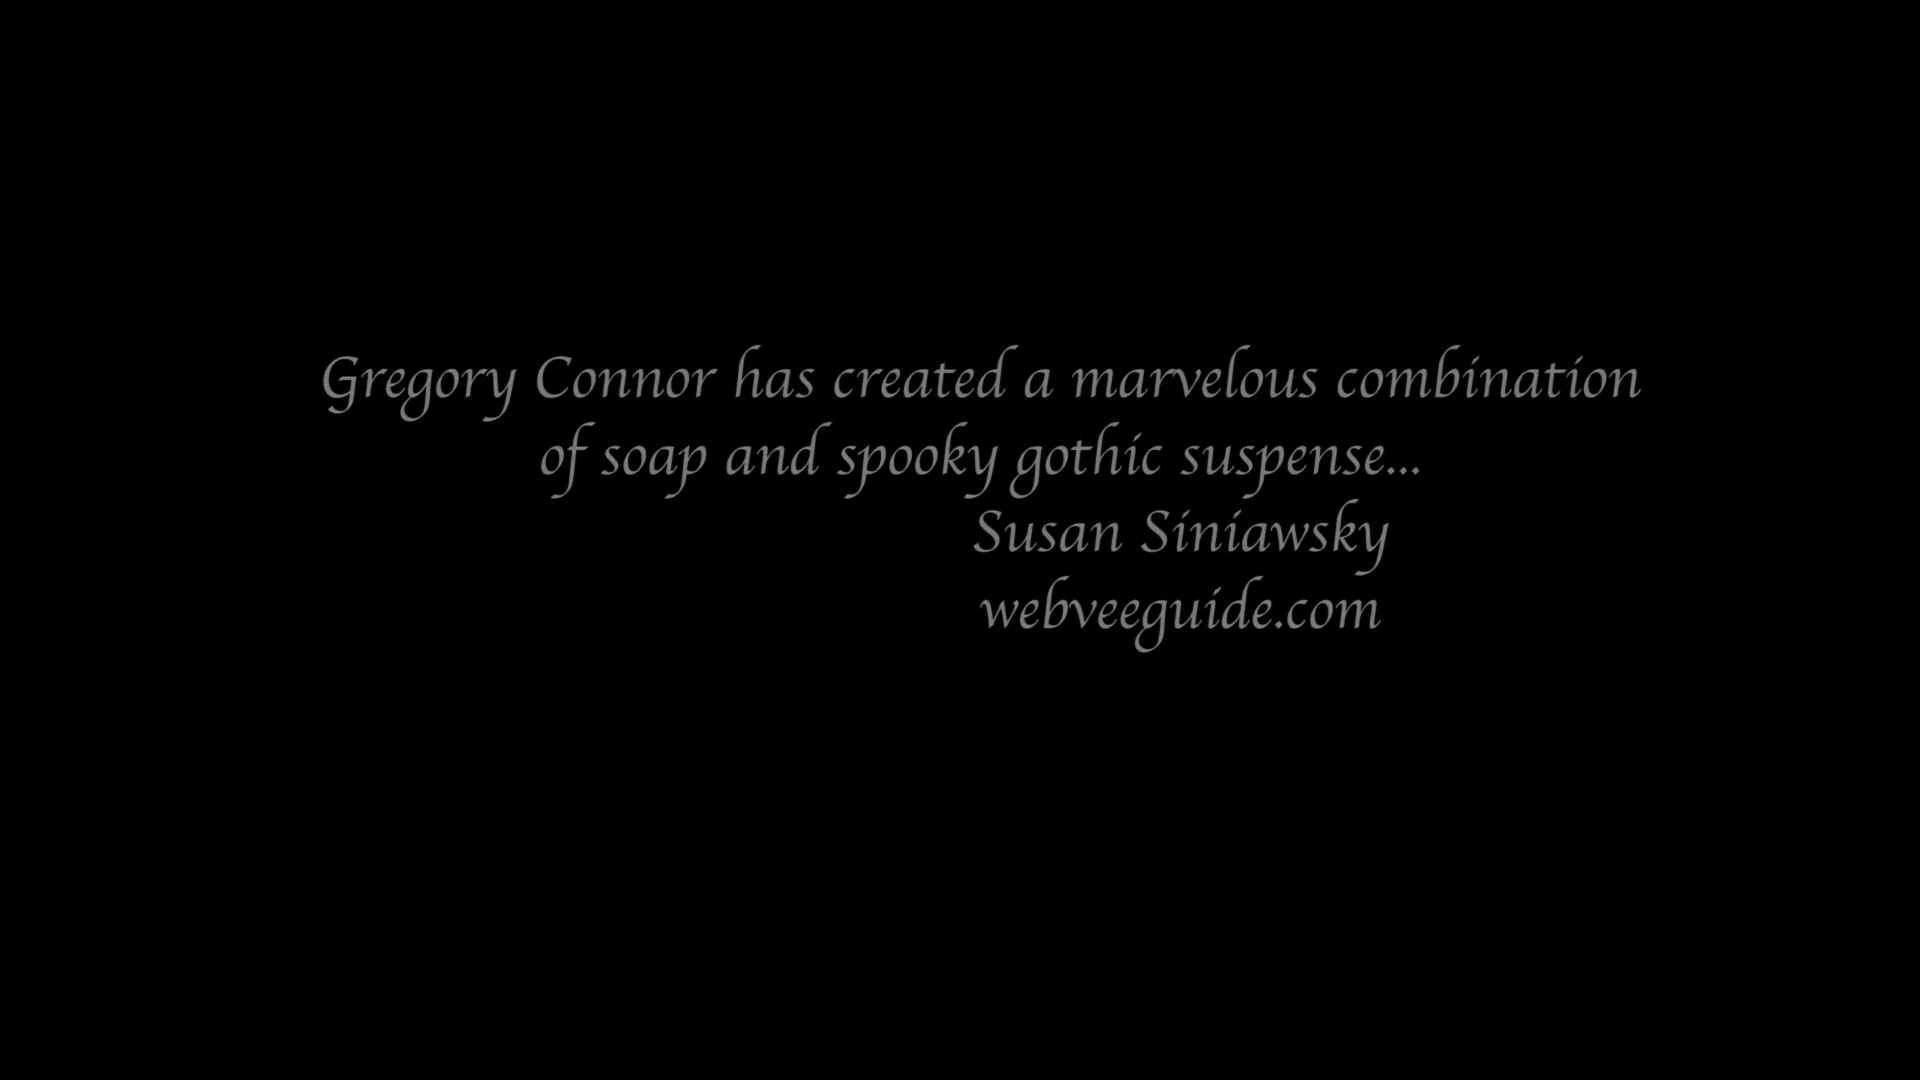 Gregory Connor has created a marvelous combination
of soap and spooky gothic suspense...
Susan Siniawsky
webveeguide.com